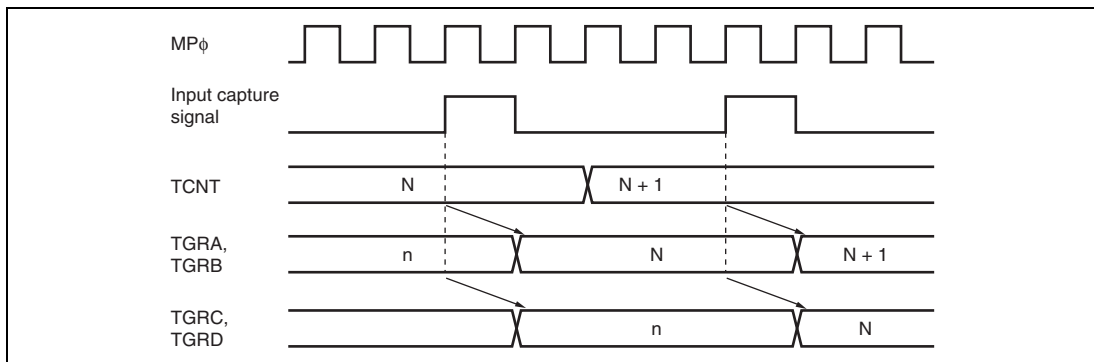 MPφ
Input capture
signal
TCNT
N
N + 1
TGRA,
TGRB
n
N
N + 1
TGRC,
TGRD
n
N